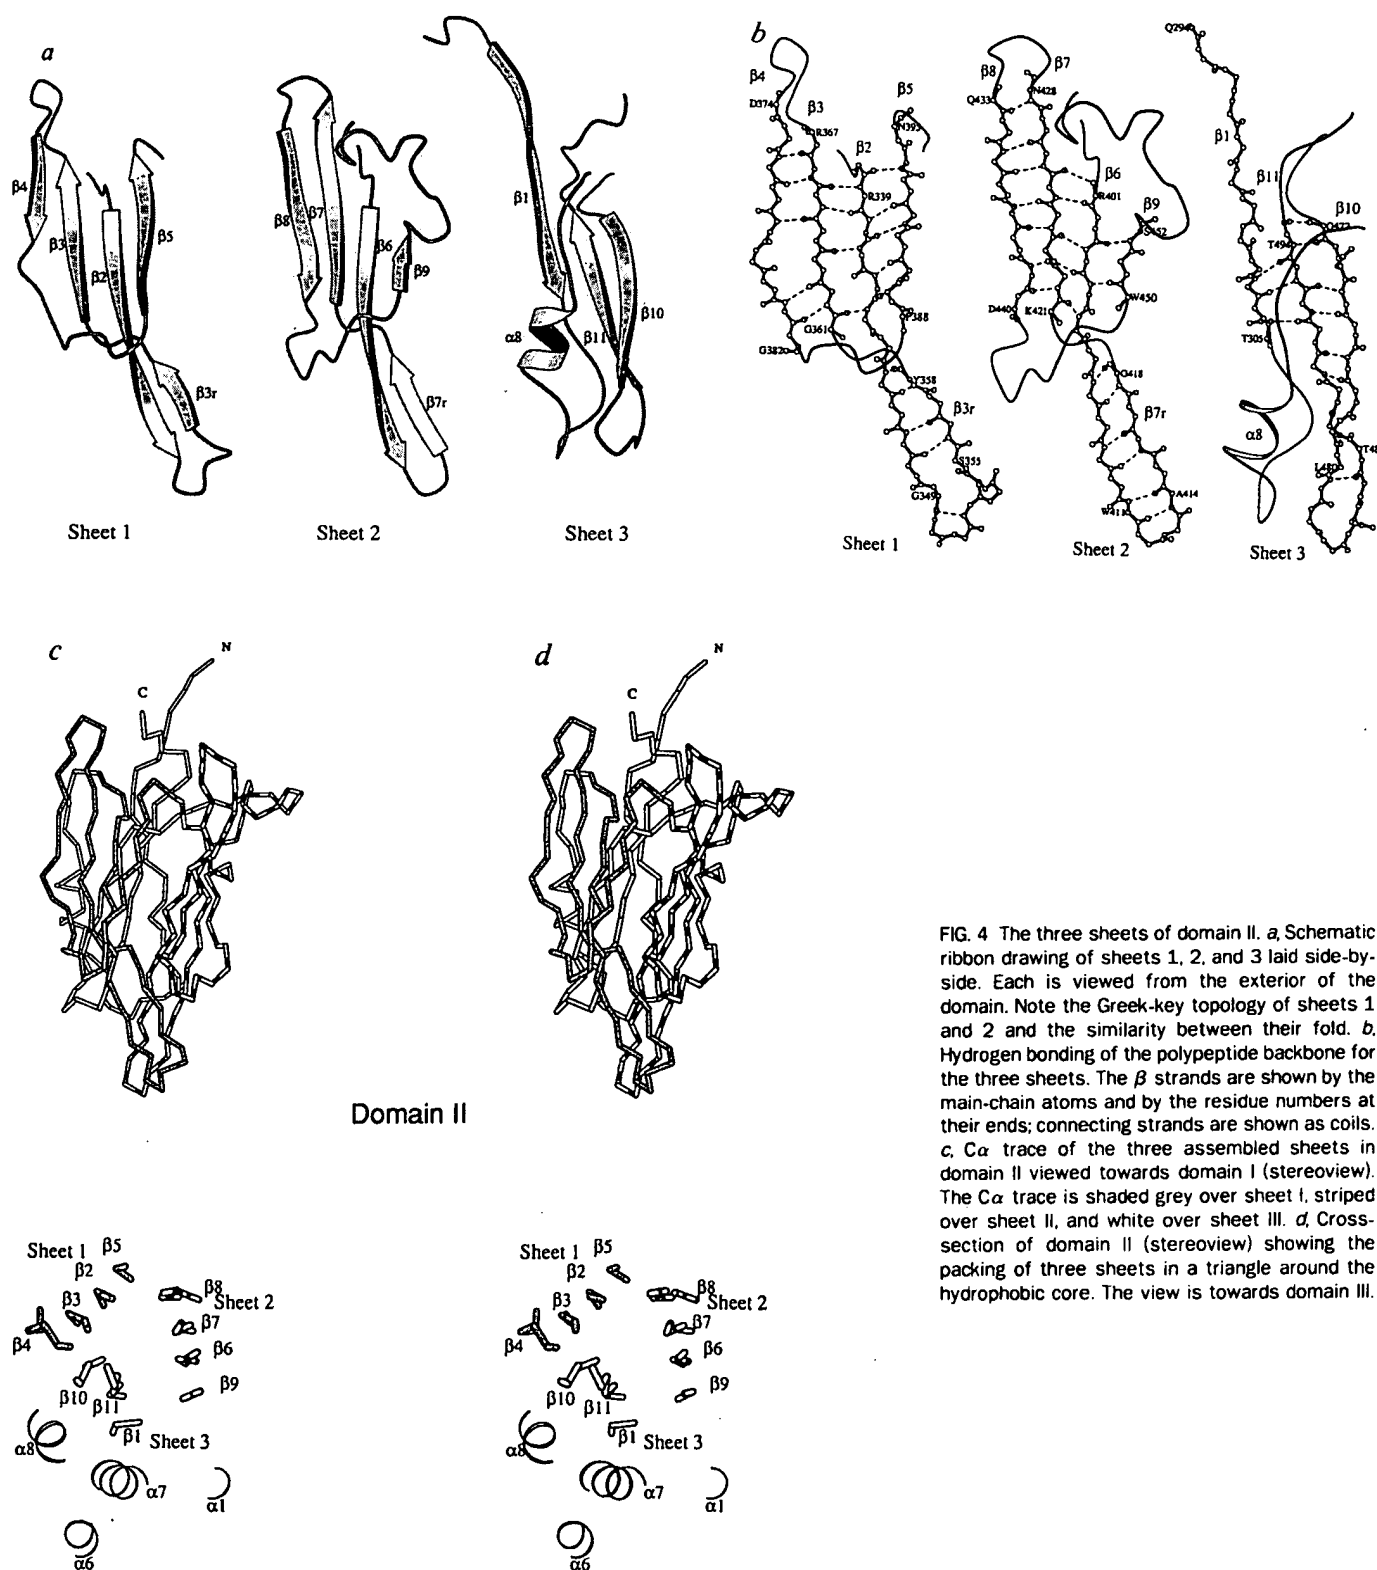 a
β4
β3
β2
β5
β3r
Sheet 1
β8
β7
β6
β9
β7r
Sheet 2
β1
α8
β11
β10
Sheet 3
b
β4
D374
β3
R367
β5
N395
β2
R339
P388
G361
G382
Y358
β3r
S355
G349
Sheet 1
β8
β7
Q433
N428
β6
R401
β9
S452
W450
D440
K421
G418
β7r
A414
W411
Sheet 2
Q294
β1
β11
β10
Q472
T494
T305
α8
L480
Sheet 3
c
N
C
d
N
C
Domain II
Sheet 1
β5
β2
β3
β4
β8
Sheet 2
β7
β6
β9
β10
β11
β1
Sheet 3
α8
α7
α1
α6
Sheet 1
β5
β2
β3
β4
β8
Sheet 2
β7
β6
β9
β10
β11
β1
Sheet 3
α8
α7
α1
α6
FIG. 4 The three sheets of domain II. a, Schematic
ribbon drawing of sheets 1, 2, and 3 laid side-by-
side. Each is viewed from the exterior of the
domain. Note the Greek-key topology of sheets 1
and 2 and the similarity between their fold. b,
Hydrogen bonding of the polypeptide backbone for
the three sheets. The β strands are shown by the
main-chain atoms and by the residue numbers at
their ends; connecting strands are shown as coils.
c, Cα trace of the three assembled sheets in
domain II viewed towards domain I (stereoview).
The Cα trace is shaded grey over sheet I, striped
over sheet II, and white over sheet III. d, Cross-
section of domain II (stereoview) showing the
packing of three sheets in a triangle around the
hydrophobic core. The view is towards domain III.